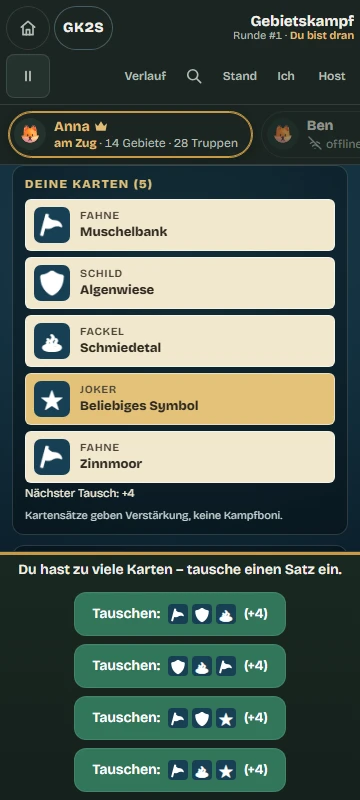 GK2S
Gebietskampf
Runde #1 · Du bist dran
Verlauf
Stand
Ich
Host
Anna
am Zug · 14 Gebiete · 28 Truppen
Ben
offline
DEINE KARTEN (5)
FAHNE
Muschelbank
SCHILD
Algenwiese
FACKEL
Schmiedetal
JOKER
Beliebiges Symbol
FAHNE
Zinnmoor
Nächster Tausch: +4
Kartensätze geben Verstärkung, keine Kampfboni.
Du hast zu viele Karten – tausche einen Satz ein.
Tauschen: (+4)
Tauschen: (+4)
Tauschen: (+4)
Tauschen: (+4)